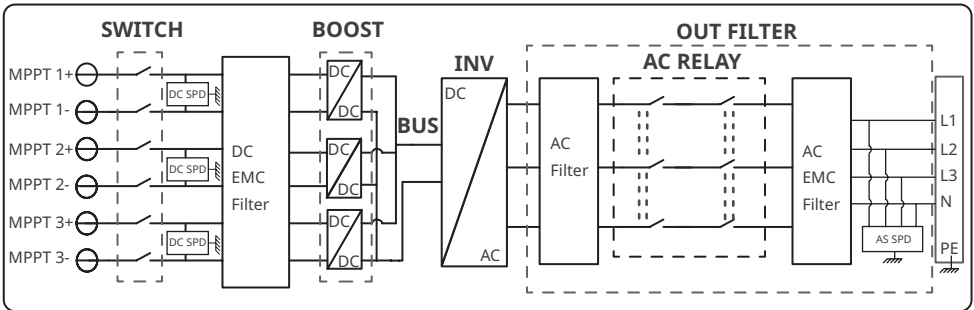 SWITCH
BOOST
OUT FILTER
INV
AC RELAY
MPPT 1+
MPPT 1-
MPPT 2+
MPPT 2-
MPPT 3+
MPPT 3-
DC SPD
DC SPD
DC SPD
DC
EMC
Filter
DC
DC
DC
DC
DC
DC
BUS
DC
AC
AC
Filter
AC
EMC
Filter
AS SPD
L1
L2
L3
N
PE